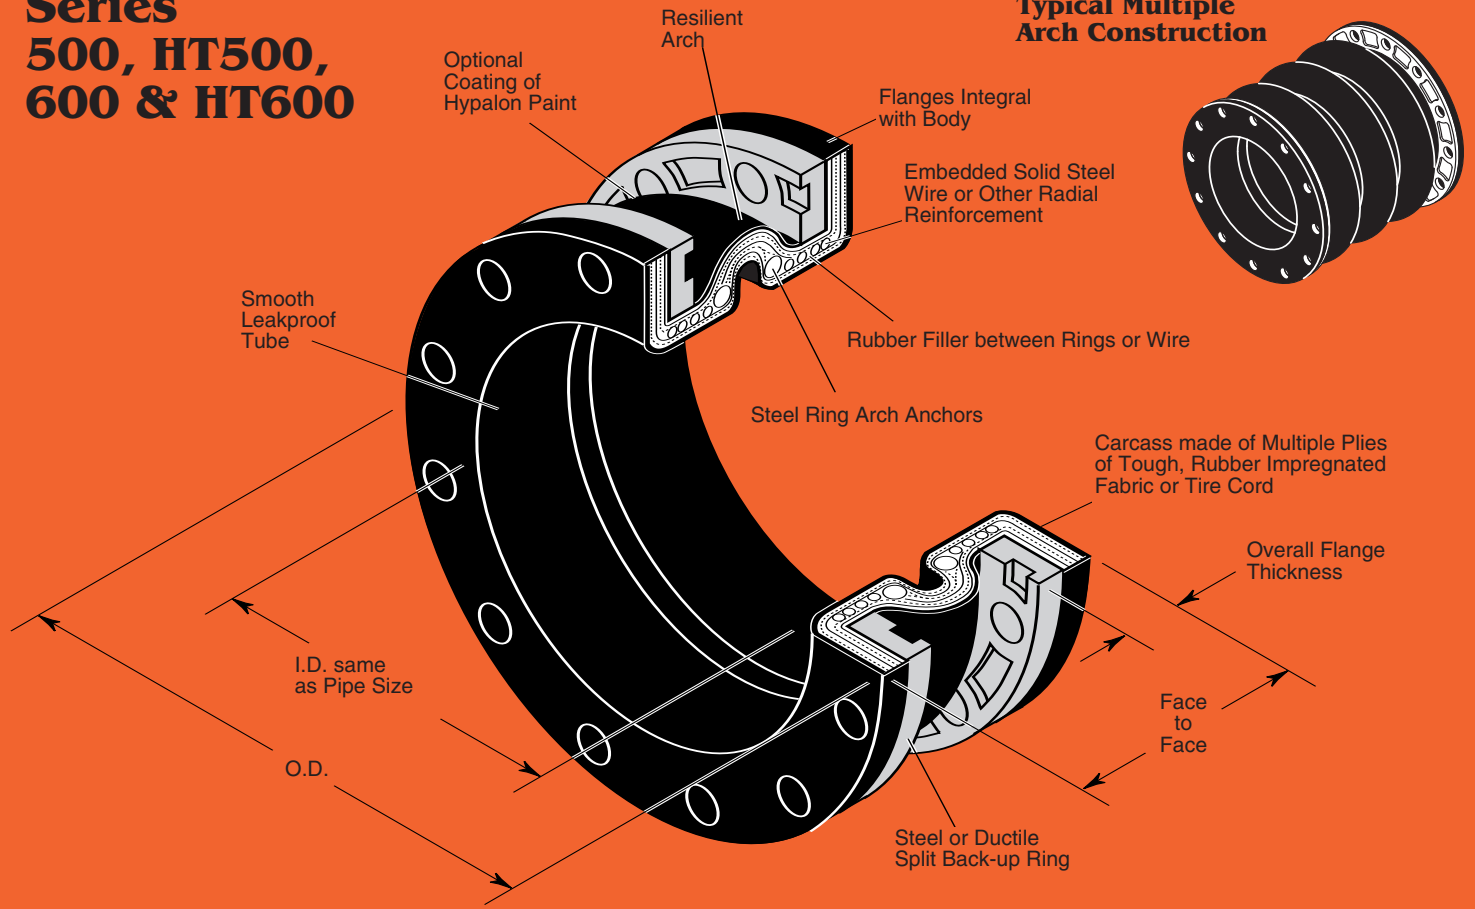 Series
500, HT500,
600 & HT600
Typical Multiple
Arch Construction
Resilient
Arch
Optional
Coating of
Hypalon Paint
Flanges Integral
with Body
Embedded Solid Steel
Wire or Other Radial
Reinforcement
Smooth
Leakproof
Tube
Rubber Filler between Rings or Wire
Steel Ring Arch Anchors
Carcass made of Multiple Plies
of Tough, Rubber Impregnated
Fabric or Tire Cord
Overall Flange
Thickness
I.D. same
as Pipe Size
Face
to
Face
O.D.
Steel or Ductile
Split Back-up Ring